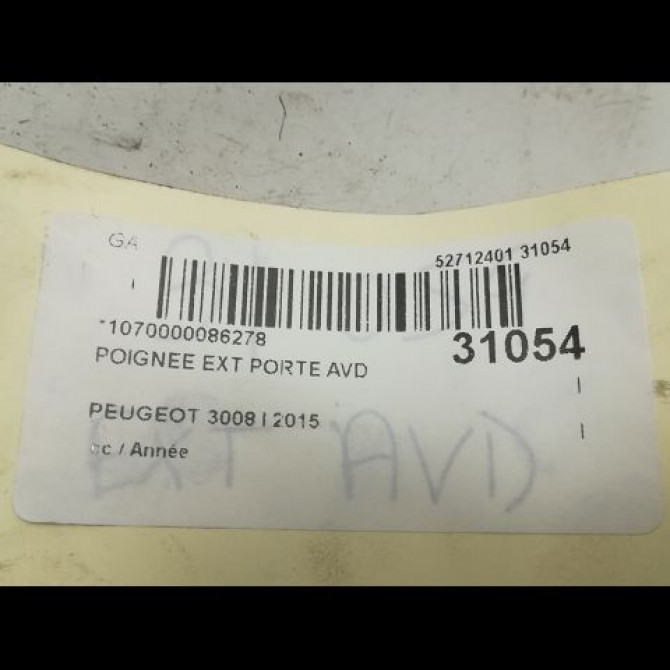 GA
52712401 31054
*1070000086278
31054
POIGNEE EXT PORTE AVD
PEUGEOT 3008 I 2015
cc / Année
EXT AVD